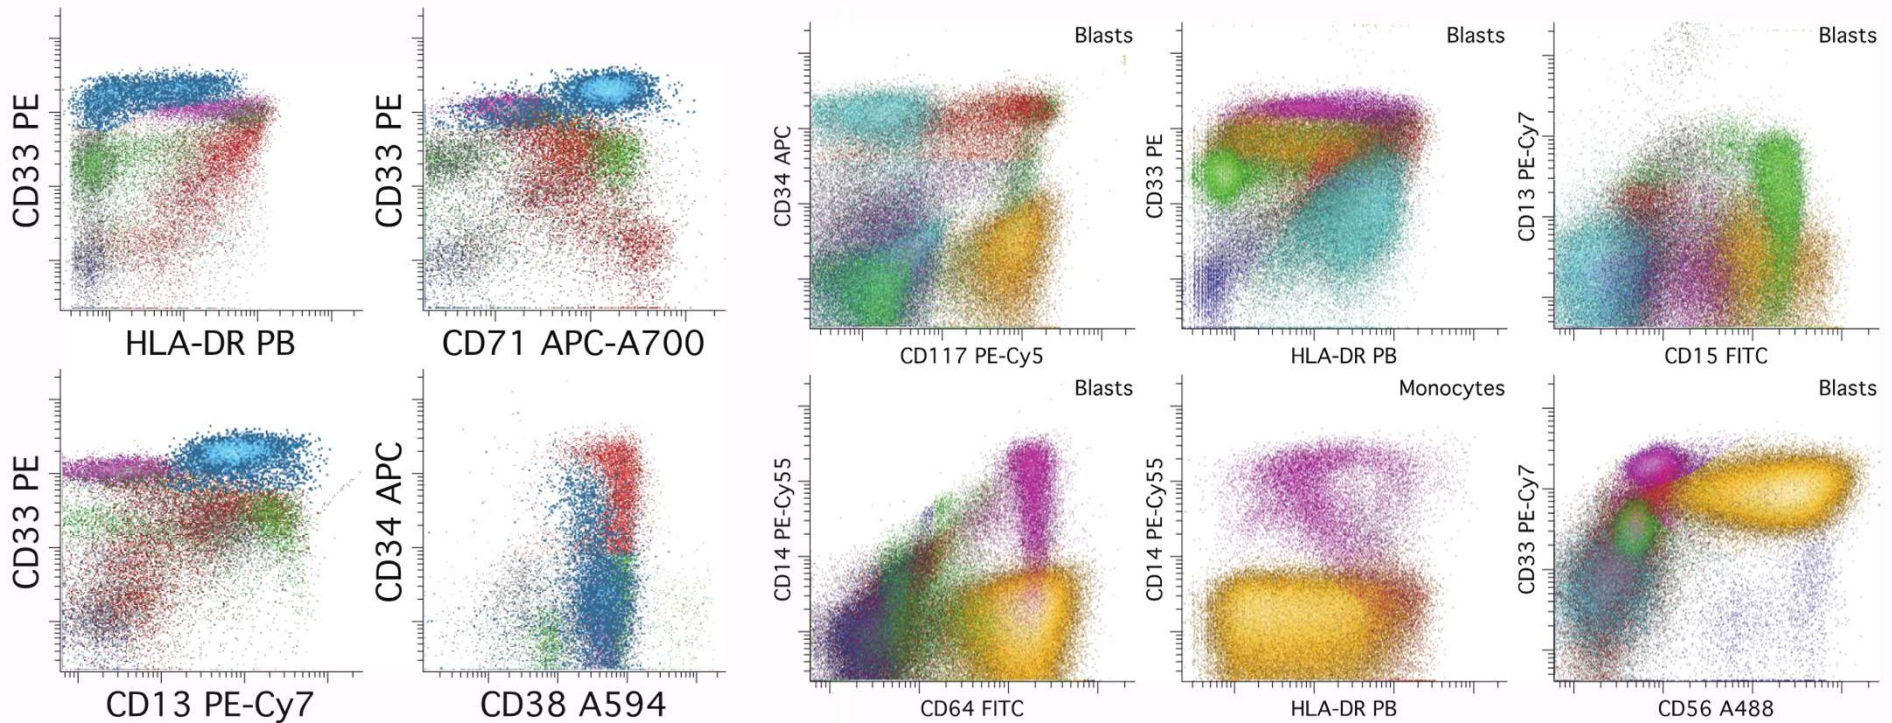 CD33 PE
HLA-DR PB
CD33 PE
CD71 APC-A700
Blasts
CD34 APC
CD117 PE-Cy5
Blasts
CD33 PE
HLA-DR PB
Blasts
CD13 PE-Cy7
CD15 FITC
CD33 PE
CD13 PE-Cy7
CD34 APC
CD38 A594
Blasts
CD14 PE-Cy55
CD64 FITC
Monocytes
CD14 PE-Cy55
HLA-DR PB
Blasts
CD33 PE-Cy7
CD56 A488